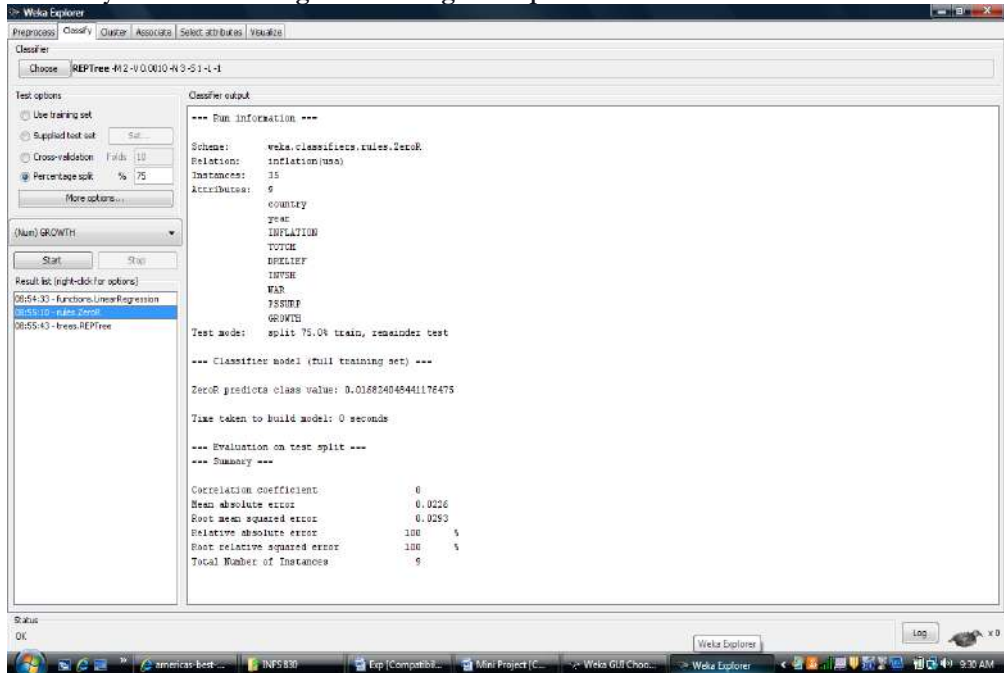 Weka Explorer
Preprocess Classify Cluster Associate Select attributes Visualize
Classifier
Choose REPTree -M 2 -V 0.0010 -N 3 -S 1 -L -1
Test options
Use training set
Supplied test set Set...
Cross-validation Folds 10
Percentage split % 75
More options...
(Num) GROWTH
Start Stop
Result list (right-click for options)
08:54:33 - functions.LinearRegression
08:55:10 - rules.ZeroR
08:55:43 - trees.REPTree
Classifier output
=== Run information ===
Scheme: weka.classifiers.rules.ZeroR
Relation: inflation(usa)
Instances: 35
Attributes: 9
country
year
INFLATION
TOTCH
DRELIEF
INVSH
WAR
PSSURP
GROWTH
Test mode: split 75.0% train, remainder test
=== Classifier model (full training set) ===
ZeroR predicts class value: 0.016824048441176475
Time taken to build model: 0 seconds
=== Evaluation on test split ===
=== Summary ===
Correlation coefficient 0
Mean absolute error 0.0226
Root mean squared error 0.0293
Relative absolute error 100 %
Root relative squared error 100 %
Total Number of Instances 9
Status
OK
Log x 0
Weka Explorer
americas-best-... INFS 830 Exp [Compatibil... Mini Project [C... Weka GUI Choo... Weka Explorer 9:30 AM